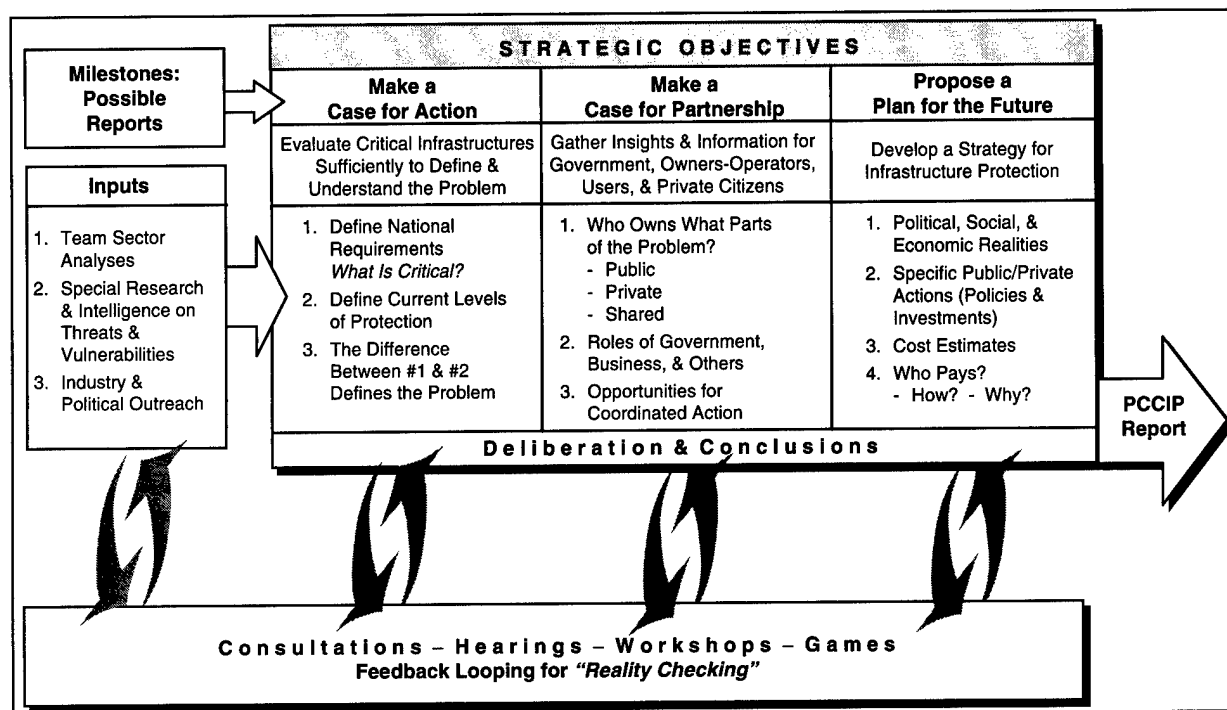 Milestones:
Possible
Reports
Inputs
1. Team Sector
Analyses
2. Special Research
& Intelligence on
Threats &
Vulnerabilities
3. Industry &
Political Outreach
STRATEGIC OBJECTIVES
Make a
Case for Action
Evaluate Critical Infrastructures
Sufficiently to Define &
Understand the Problem
1. Define National
Requirements
What Is Critical?
2. Define Current Levels
of Protection
3. The Difference
Between #1 & #2
Defines the Problem
Make a
Case for Partnership
Gather Insights & Information for
Government, Owners-Operators,
Users, & Private Citizens
1. Who Owns What Parts
of the Problem?
- Public
- Private
- Shared
2. Roles of Government,
Business, & Others
3. Opportunities for
Coordinated Action
Propose a
Plan for the Future
Develop a Strategy for
Infrastructure Protection
1. Political, Social, &
Economic Realities
2. Specific Public/Private
Actions (Policies &
Investments)
3. Cost Estimates
4. Who Pays?
- How? - Why?
Deliberation & Conclusions
PCCIP
Report
Consultations – Hearings – Workshops – Games
Feedback Looping for "Reality Checking"